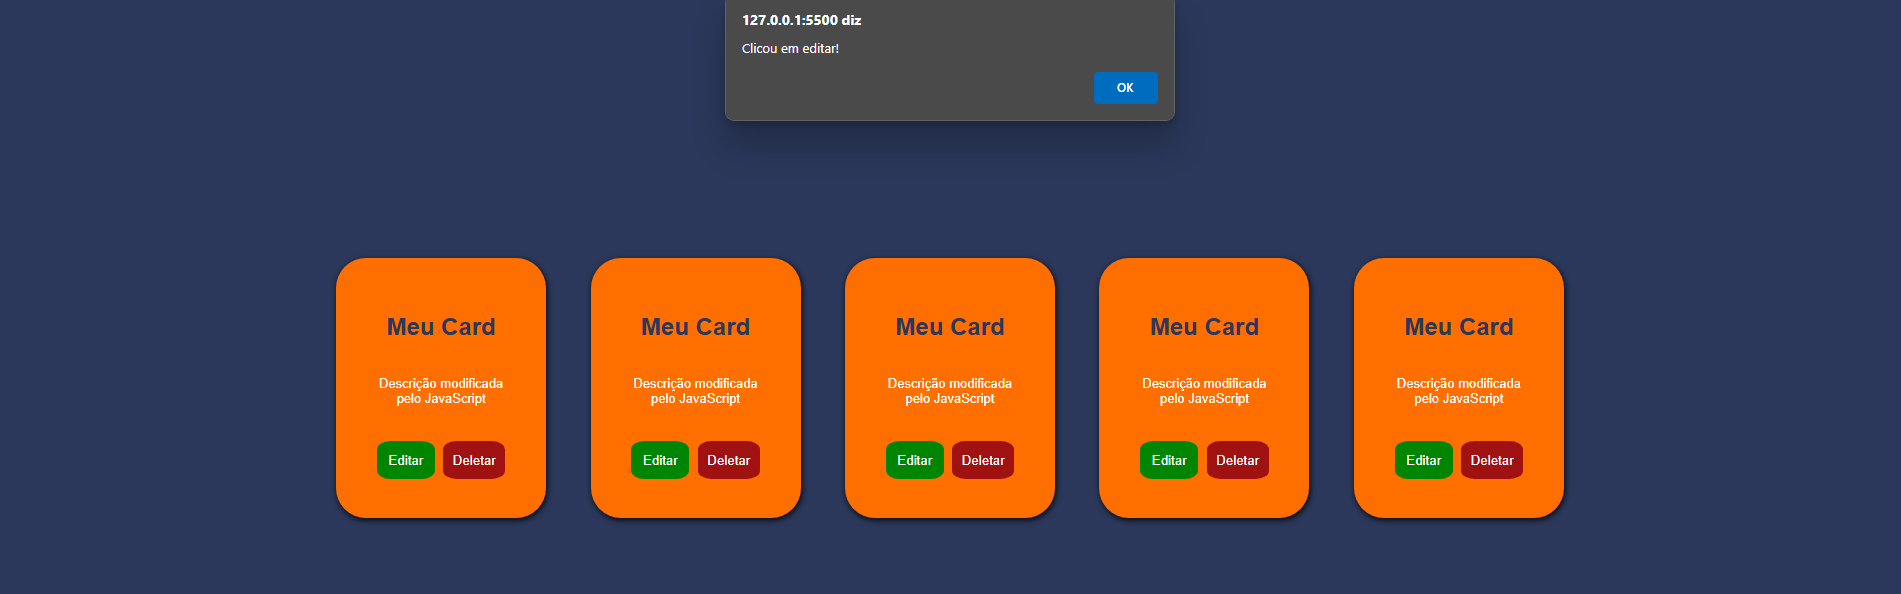 127.0.0.1:5500 diz
Clicou em editar!
OK
Meu Card
Descrição modificada
pelo JavaScript
Editar Deletar
Meu Card
Descrição modificada
pelo JavaScript
Editar Deletar
Meu Card
Descrição modificada
pelo JavaScript
Editar Deletar
Meu Card
Descrição modificada
pelo JavaScript
Editar Deletar
Meu Card
Descrição modificada
pelo JavaScript
Editar Deletar